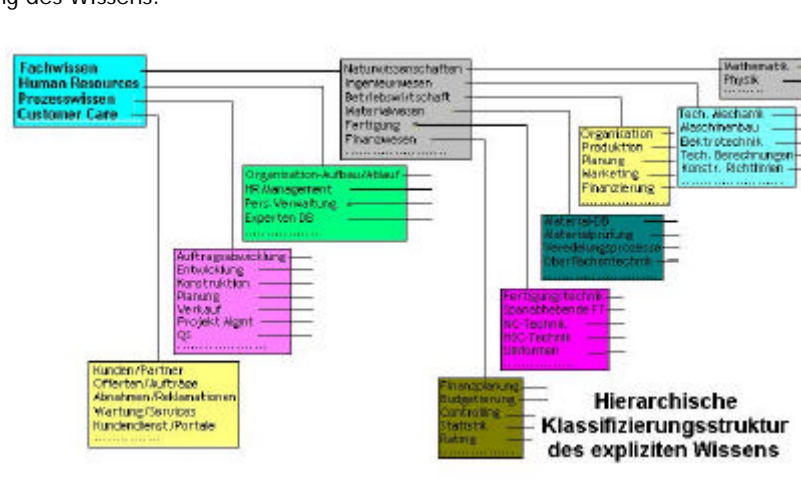 ng des Wissens.
Fachwissen
Human Resources
Prozesswissen
Customer Care
Naturwissenschaften
Ingenieurwesen
Betriebswirtschaft
Materialwesen
Fertigung
Finanzwesen
Mathematik
Physik
Tech. Mechanik
Maschinenbau
Elektrotechnik
Tech. Berechnungen
Konstr. Richtlinien
Organisation
Produktion
Planung
Marketing
Finanzierung
Organisation-Aufbau/Ablauf
HR Management
Pers. Verwaltung
Experten DB
Material-DB
Materialprüfung
Veredelungsprozesse
Oberflächentechnik
Auftragsabwicklung
Entwicklung
Konstruktion
Planung
Verkauf
Projekt Mgmt
QS
Fertigungstechnik
Spanabhebende FT
NC-Technik
HSC-Technik
Umformen
Kunden/Partner
Offerten/Aufträge
Abnahmen/Reklamationen
Wartung/Services
Kundendienst/Portale
Finanzplanung
Budgetierung
Controlling
Statistik
Rating
Hierarchische
Klassifizierungsstruktur
des expliziten Wissens